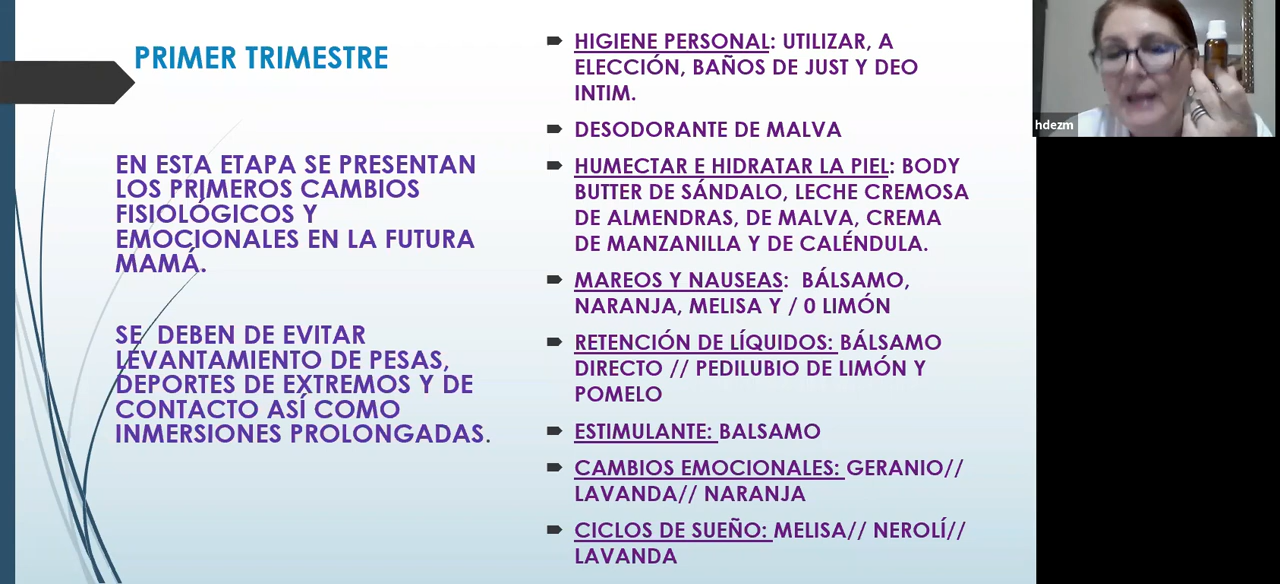 PRIMER TRIMESTRE
EN ESTA ETAPA SE PRESENTAN
LOS PRIMEROS CAMBIOS
FISIOLÓGICOS Y
EMOCIONALES EN LA FUTURA
MAMÁ.
SE DEBEN DE EVITAR
LEVANTAMIENTO DE PESAS,
DEPORTES DE EXTREMOS Y DE
CONTACTO ASÍ COMO
INMERSIONES PROLONGADAS.
HIGIENE PERSONAL: UTILIZAR, A
ELECCIÓN, BAÑOS DE JUST Y DEO
INTIM.
DESODORANTE DE MALVA
HUMECTAR E HIDRATAR LA PIEL: BODY
BUTTER DE SÁNDALO, LECHE CREMOSA
DE ALMENDRAS, DE MALVA, CREMA
DE MANZANILLA Y DE CALÉNDULA.
MAREOS Y NAUSEAS: BÁLSAMO,
NARANJA, MELISA Y / 0 LIMÓN
RETENCIÓN DE LÍQUIDOS: BÁLSAMO
DIRECTO // PEDILUBIO DE LIMÓN Y
POMELO
ESTIMULANTE: BALSAMO
CAMBIOS EMOCIONALES: GERANIO//
LAVANDA// NARANJA
CICLOS DE SUEÑO: MELISA// NEROLÍ//
LAVANDA
hdezm